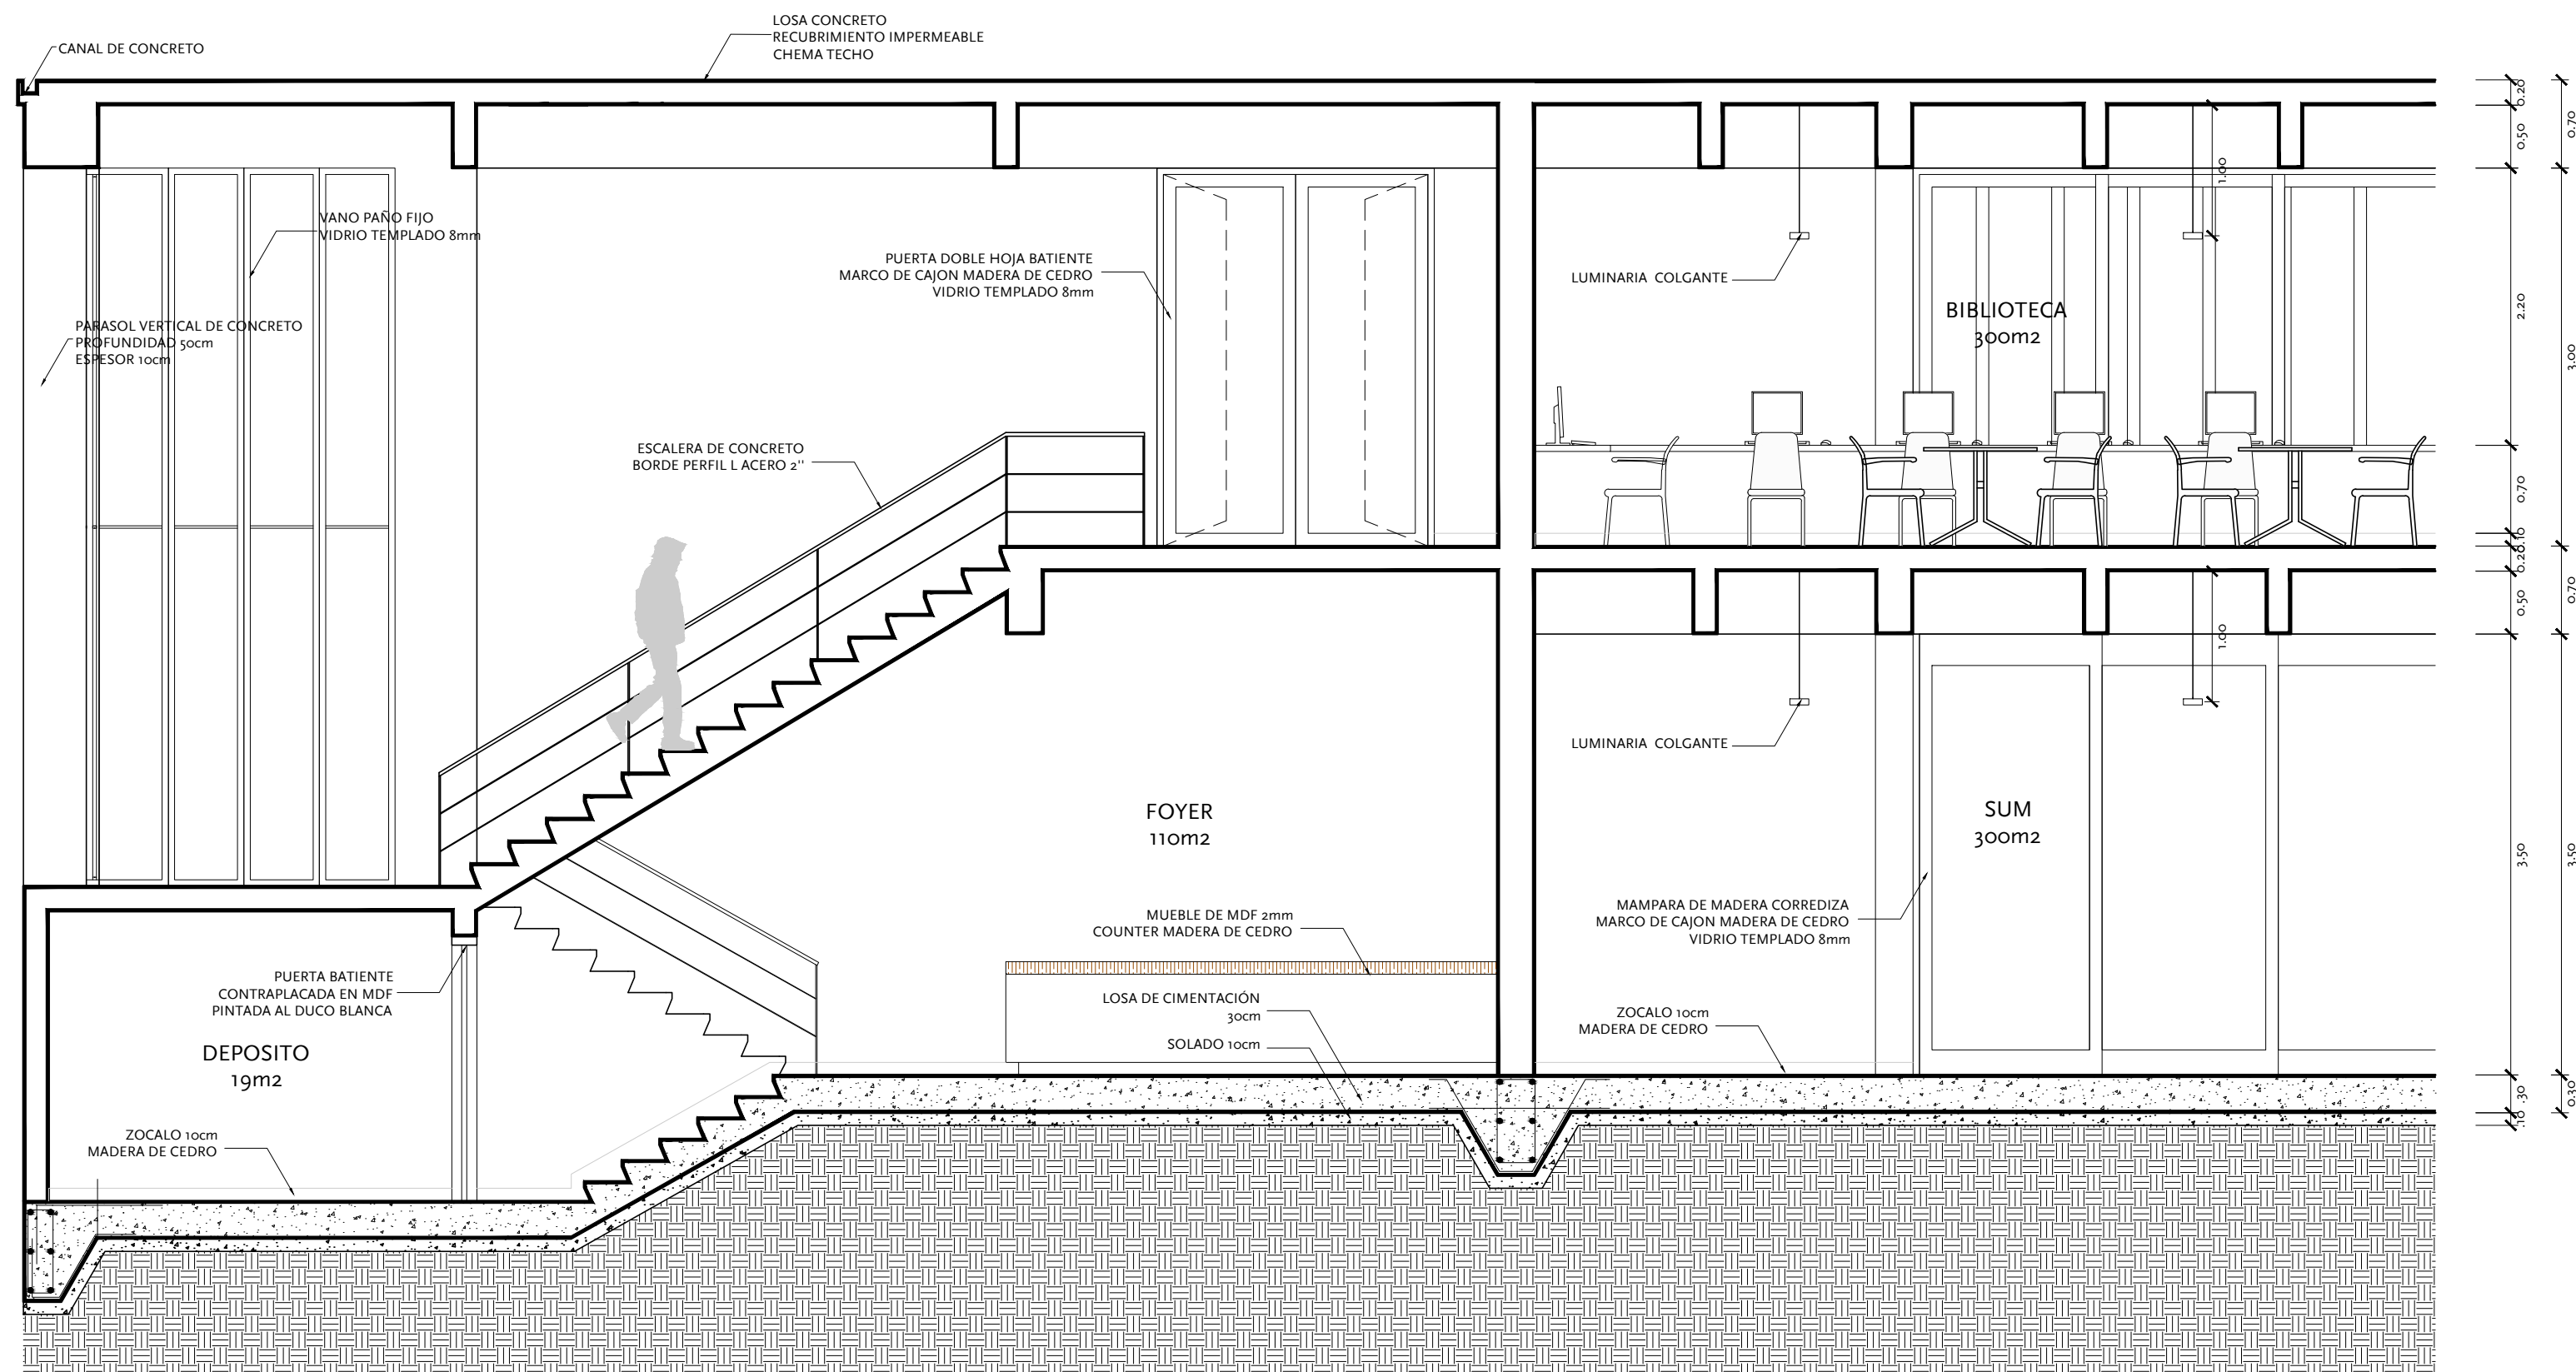 LOSA CONCRETO
RECUBRIMIENTO IMPERMEABLE
CHEMA TECHO
CANAL DE CONCRETO
VANO PAÑO FIJO
VIDRIO TEMPLADO 8mm
PARASOL VERTICAL DE CONCRETO
PROFUNDIDAD 50cm
ESPESOR 10cm
PUERTA DOBLE HOJA BATIENTE
MARCO DE CAJON MADERA DE CEDRO
VIDRIO TEMPLADO 8mm
ESCALERA DE CONCRETO
BORDE PERFIL L ACERO 2''
LUMINARIA COLGANTE
1.00
BIBLIOTECA
300m2
LUMINARIA COLGANTE
1.00
FOYER
110m2
SUM
300m2
MUEBLE DE MDF 2mm
COUNTER MADERA DE CEDRO
MAMPARA DE MADERA CORREDIZA
MARCO DE CAJON MADERA DE CEDRO
VIDRIO TEMPLADO 8mm
PUERTA BATIENTE
CONTRAPLACADA EN MDF
PINTADA AL DUCO BLANCA
LOSA DE CIMENTACIÓN
30cm
SOLADO 10cm
ZOCALO 10cm
MADERA DE CEDRO
DEPOSITO
19m2
ZOCALO 10cm
MADERA DE CEDRO
0.20
0.50
2.20
0.70
0.10
0.20
0.50
3.50
.30
.10
0.70
3.00
0.70
3.50
0.30